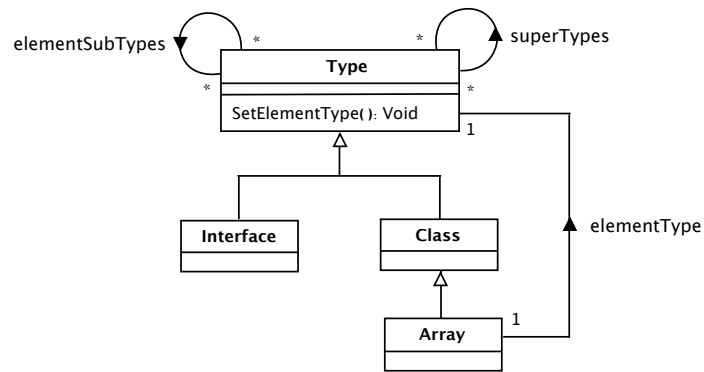 elementSubTypes
*
*
superTypes
Type
*
*
SetElementType(): Void
1
Interface
Class
elementType
Array
1